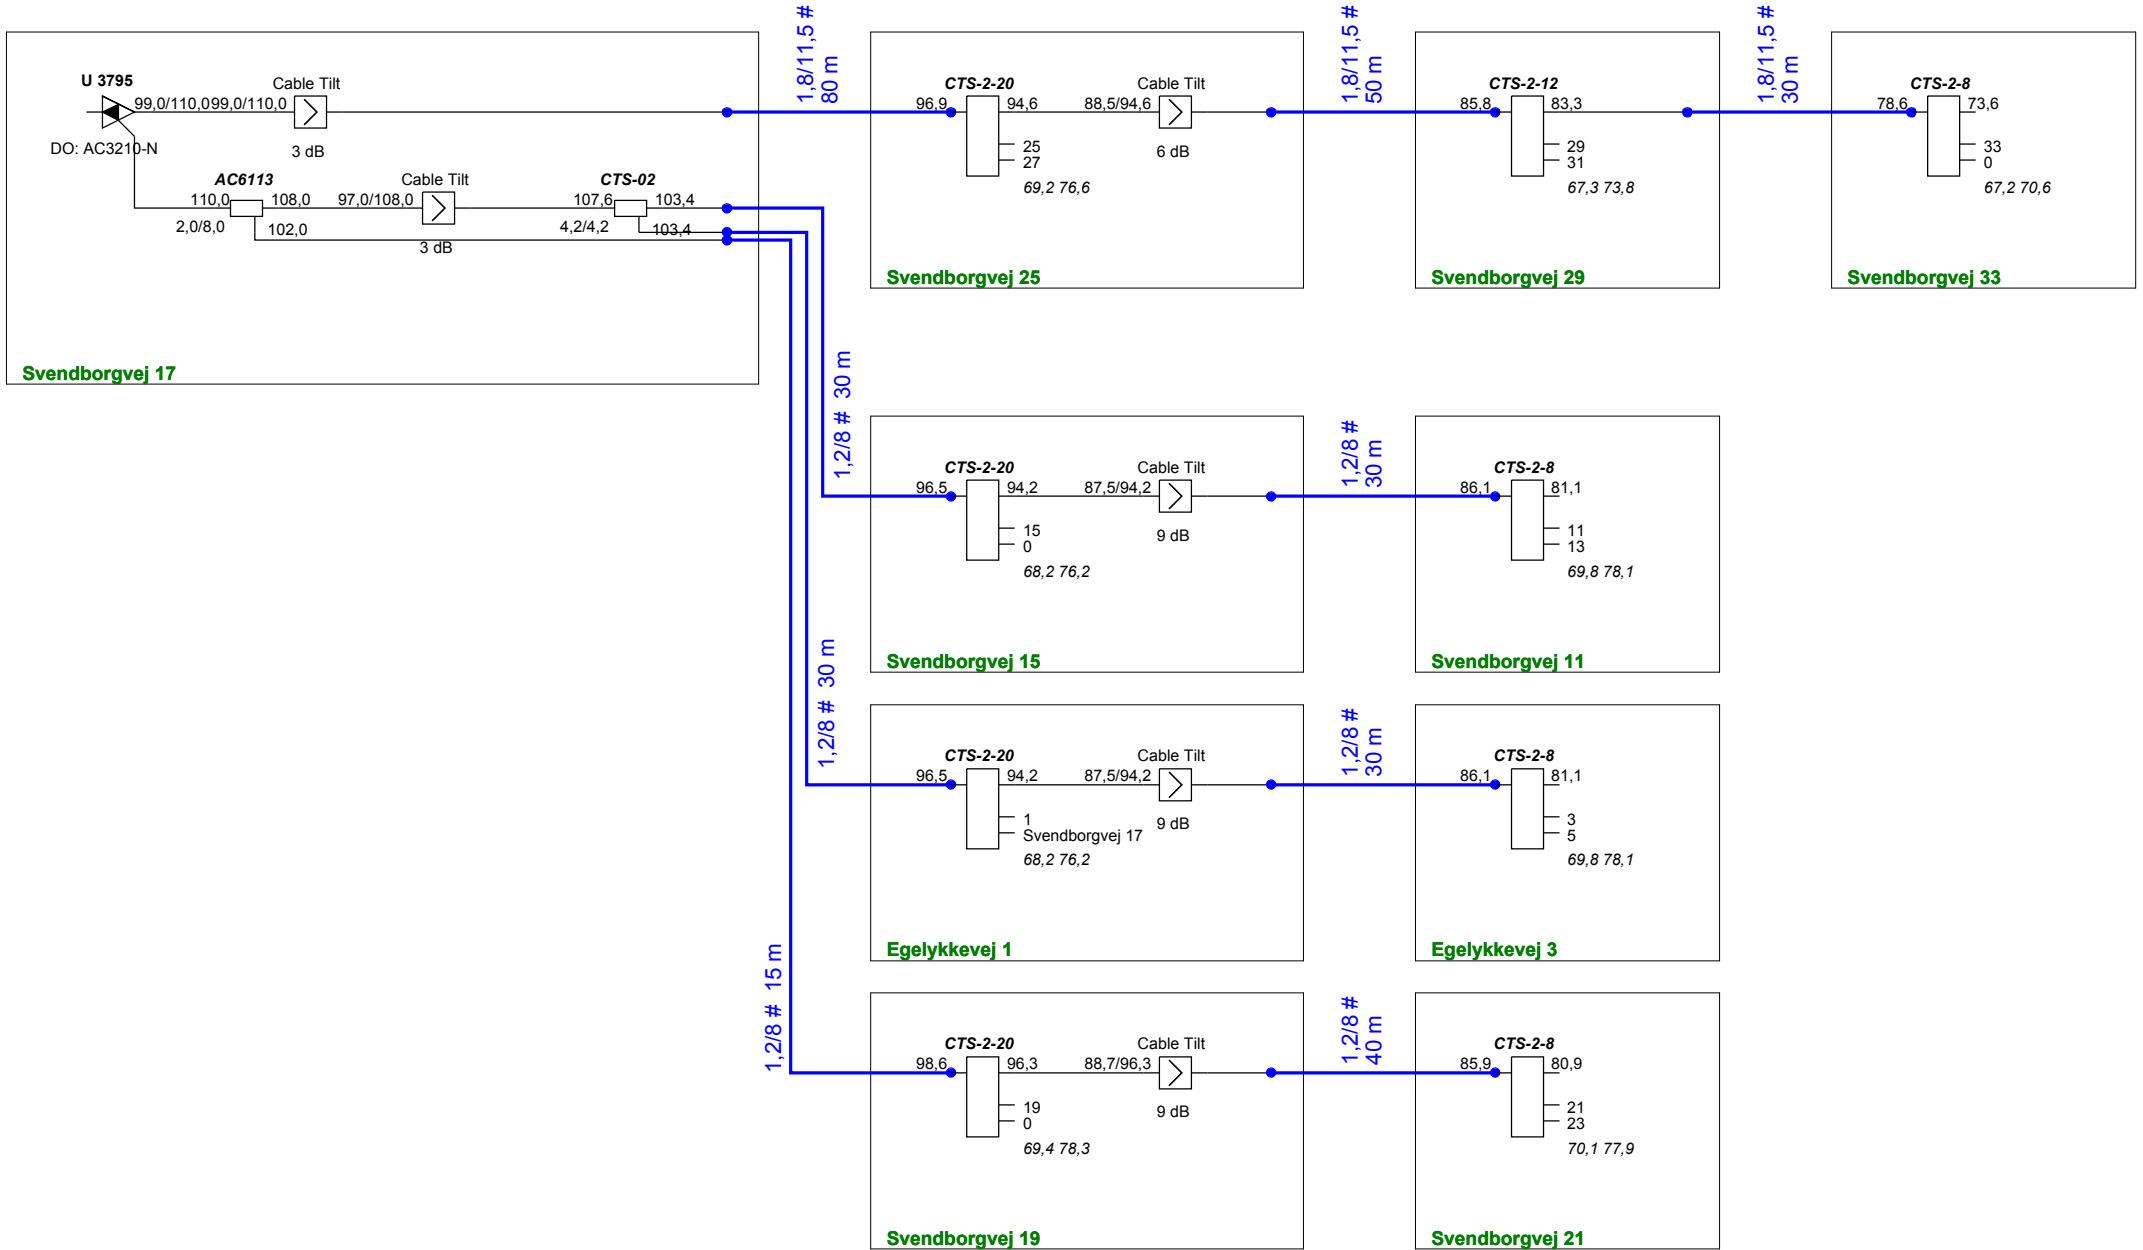 1,8/11,5 #
80 m
1,8/11,5 #
50 m
1,8/11,5 #
30 m
U 3795
99,0/110,0
99,0/110,0
Cable Tilt
3 dB
DO: AC3210-N
AC6113
110,0
108,0
2,0/8,0
102,0
97,0/108,0
Cable Tilt
3 dB
CTS-02
107,6
103,4
4,2/4,2
103,4
Svendborgvej 17
CTS-2-20
96,9
94,6
25
27
69,2 76,6
88,5/94,6
Cable Tilt
6 dB
Svendborgvej 25
CTS-2-12
85,8
83,3
29
31
67,3 73,8
Svendborgvej 29
CTS-2-8
78,6
73,6
33
0
67,2 70,6
Svendborgvej 33
1,2/8 # 30 m
CTS-2-20
96,5
94,2
15
0
68,2 76,2
87,5/94,2
Cable Tilt
9 dB
Svendborgvej 15
1,2/8 #
30 m
CTS-2-8
86,1
81,1
11
13
69,8 78,1
Svendborgvej 11
1,2/8 # 30 m
CTS-2-20
96,5
94,2
1
Svendborgvej 17
68,2 76,2
87,5/94,2
Cable Tilt
9 dB
Egelykkevej 1
1,2/8 #
30 m
CTS-2-8
86,1
81,1
3
5
69,8 78,1
Egelykkevej 3
1,2/8 # 15 m
CTS-2-20
98,6
96,3
19
0
69,4 78,3
88,7/96,3
Cable Tilt
9 dB
Svendborgvej 19
1,2/8 #
40 m
CTS-2-8
85,9
80,9
21
23
70,1 77,9
Svendborgvej 21